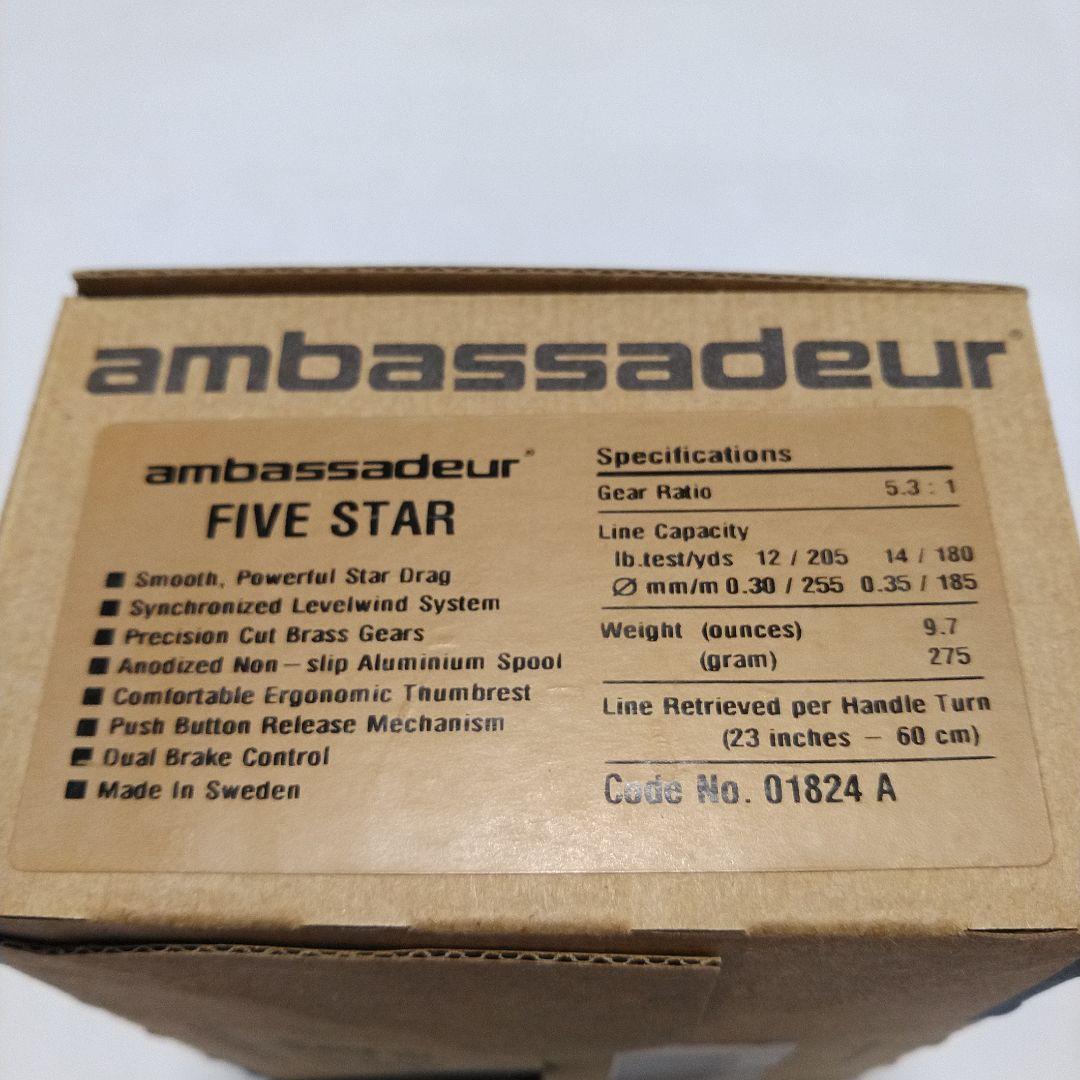 ambassadeur®
ambassadeur®
FIVE STAR
■ Smooth, Powerful Star Drag
■ Synchronized Levelwind System
■ Precision Cut Brass Gears
■ Anodized Non – slip Aluminium Spool
■ Comfortable Ergonomic Thumbrest
■ Push Button Release Mechanism
■ Dual Brake Control
■ Made In Sweden
Specifications
Gear Ratio 5.3 : 1
Line Capacity
lb.test/yds 12 / 205 14 / 180
∅ mm/m 0.30 / 255 0.35 / 185
Weight (ounces) 9.7
(gram) 275
Line Retrieved per Handle Turn
(23 inches – 60 cm)
Code No. 01824 A